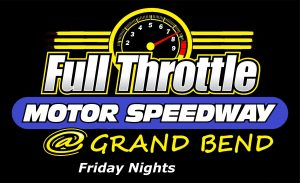 Full Throttle
MOTOR SPEEDWAY
@ GRAND BEND
Friday Nights